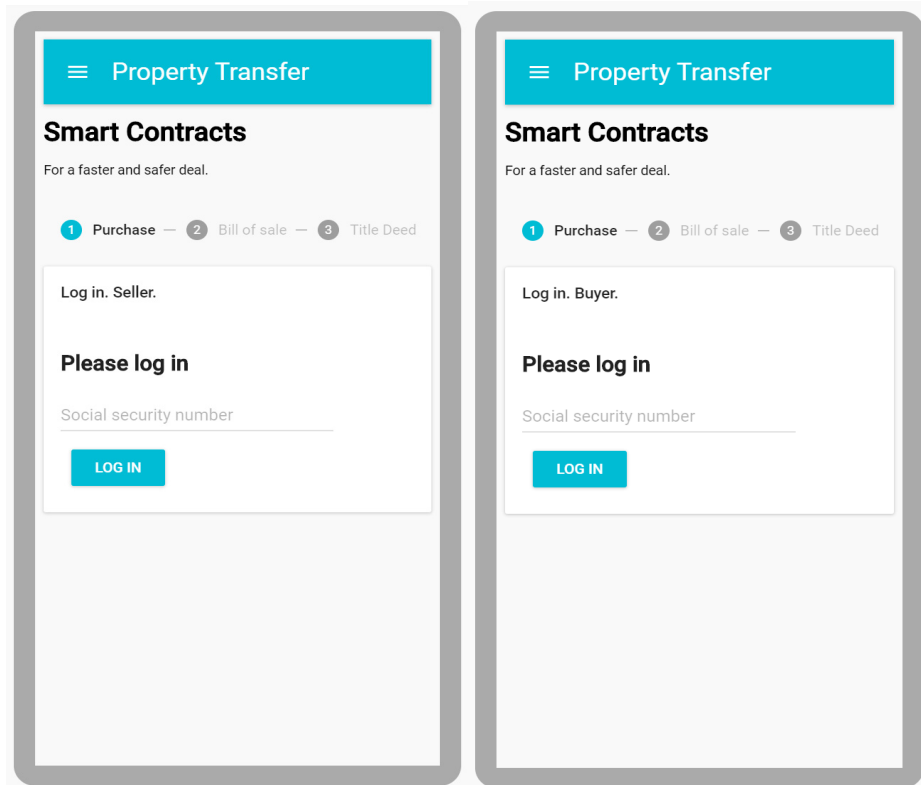 Property Transfer
Smart Contracts
For a faster and safer deal.
1 Purchase — 2 Bill of sale — 3 Title Deed
Log in. Seller.
Please log in
Social security number
LOG IN
Property Transfer
Smart Contracts
For a faster and safer deal.
1 Purchase — 2 Bill of sale — 3 Title Deed
Log in. Buyer.
Please log in
Social security number
LOG IN